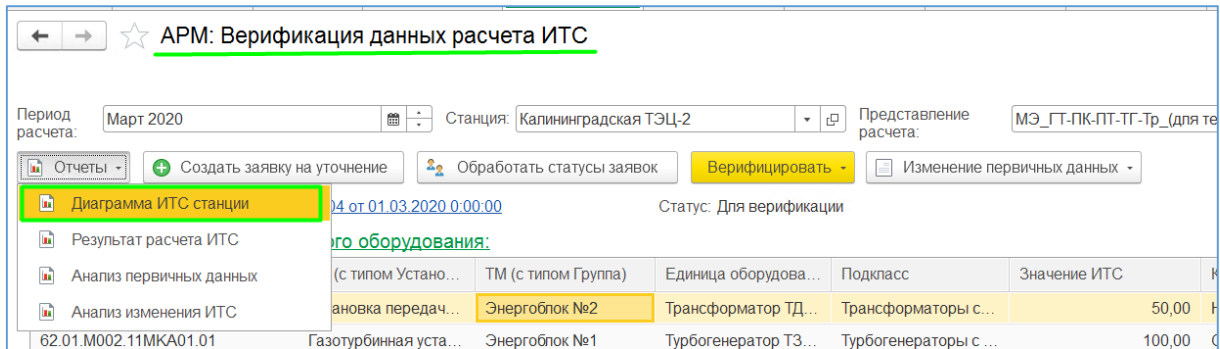 АРМ: Верификация данных расчета ИТС
Период расчета: Март 2020 Станция: Калининградская ТЭЦ-2 Представление расчета: МЭ_ГТ-ПК-ПТ-ТГ-Тр_(для те
Отчеты Создать заявку на уточнение Обработать статусы заявок Верифицировать Изменение первичных данных
Диаграмма ИТС станции 04 от 01.03.2020 0:00:00 Статус: Для верификации
Результат расчета ИТС ого оборудования:
Анализ первичных данных (с типом Устано... ТМ (с типом Группа) Единица оборудова... Подкласс Значение ИТС
Анализ изменения ИТС ановка передач... Энергоблок №2 Трансформатор ТД... Трансформаторы с... 50,00
62.01.M002.11MKA01.01 Газотурбинная уста... Энергоблок №1 Турбогенератор ТЗ... Турбогенераторы с ... 100,00